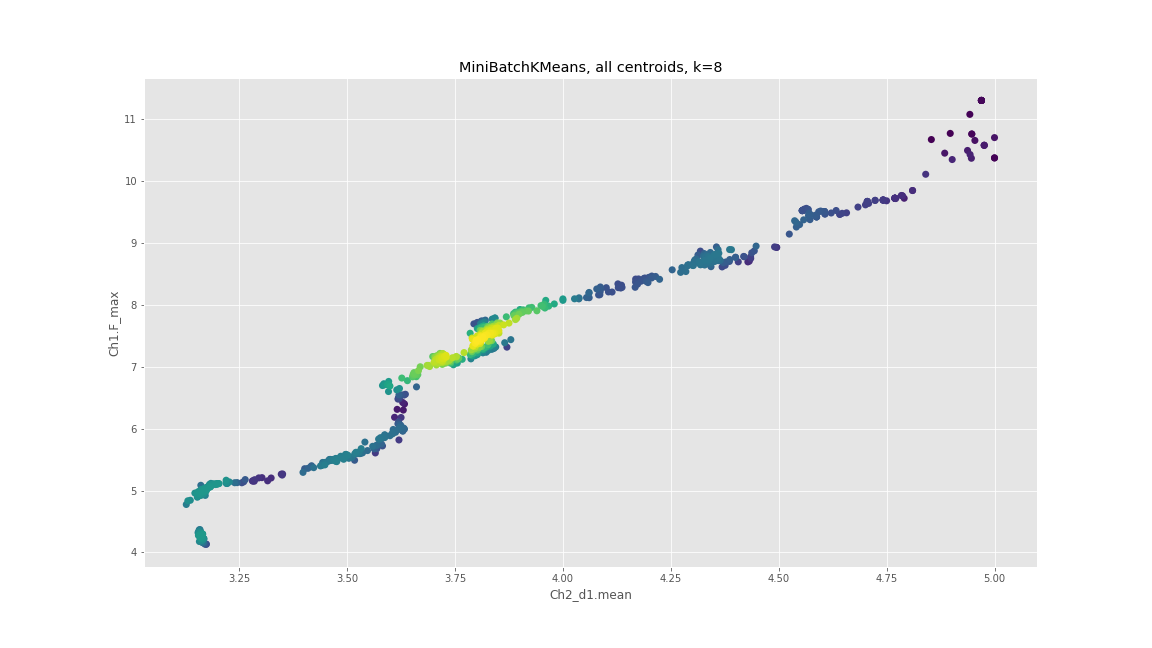 MiniBatchKMeans, all centroids, k=8
Ch1.F_max
11
10
9
8
7
6
5
4
3.25 3.50 3.75 4.00 4.25 4.50 4.75 5.00
Ch2_d1.mean